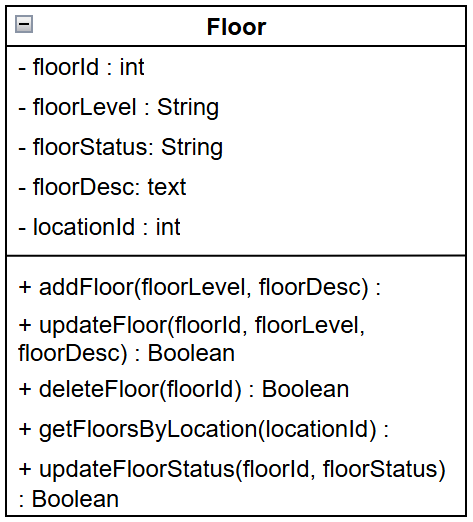 Floor
- floorId : int
- floorLevel : String
- floorStatus: String
- floorDesc: text
- locationId : int
+ addFloor(floorLevel, floorDesc) :
+ updateFloor(floorId, floorLevel,
floorDesc) : Boolean
+ deleteFloor(floorId) : Boolean
+ getFloorsByLocation(locationId) :
+ updateFloorStatus(floorId, floorStatus)
: Boolean